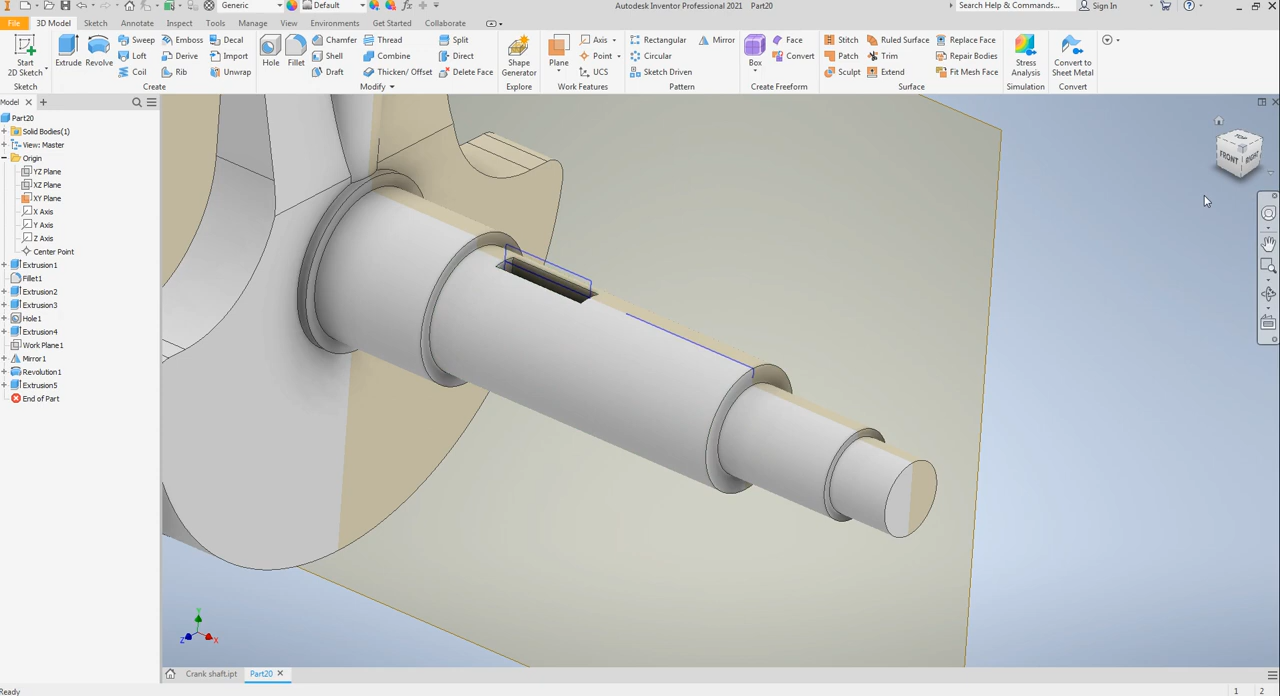 Generic
Default
Autodesk Inventor Professional 2021 Part20
Search Help & Commands...
Sign In
File
3D Model
Sketch
Annotate
Inspect
Tools
Manage
View
Environments
Get Started
Collaborate
Start
2D Sketch
Sketch
Extrude
Revolve
Sweep
Loft
Coil
Emboss
Derive
Rib
Decal
Import
Unwrap
Create
Hole
Fillet
Chamfer
Shell
Draft
Thread
Combine
Thicken/ Offset
Split
Direct
Delete Face
Modify
Shape
Generator
Explore
Plane
Axis
Point
UCS
Work Features
Rectangular
Circular
Sketch Driven
Mirror
Pattern
Box
Face
Convert
Create Freeform
Stitch
Patch
Sculpt
Ruled Surface
Trim
Extend
Replace Face
Repair Bodies
Fit Mesh Face
Surface
Stress
Analysis
Simulation
Convert to
Sheet Metal
Convert
Model
Part20
Solid Bodies(1)
View: Master
Origin
YZ Plane
XZ Plane
XY Plane
X Axis
Y Axis
Z Axis
Center Point
Extrusion1
Fillet1
Extrusion2
Extrusion3
Hole1
Extrusion4
Work Plane1
Mirror1
Revolution1
Extrusion5
End of Part
TOP
FRONT
RIGHT
Y
Z
X
Crank shaft.ipt
Part20
Ready
1
2